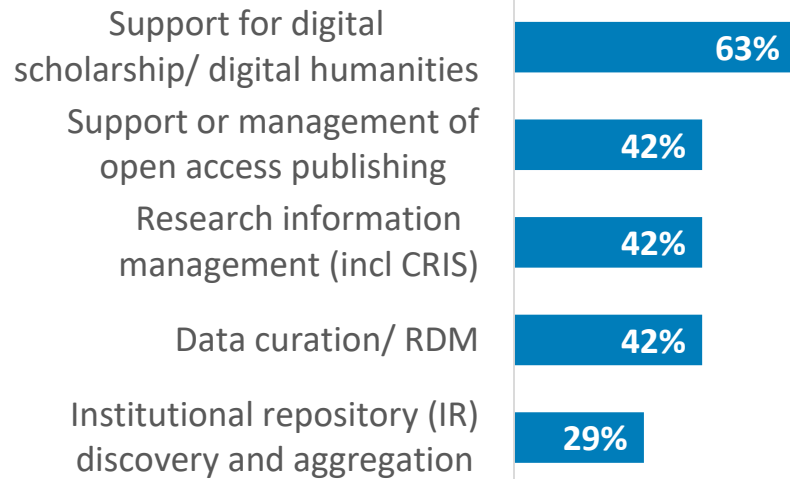 Support for digital
scholarship/ digital humanities
63%
Support or management of
open access publishing
42%
Research information
management (incl CRIS)
42%
Data curation/ RDM
42%
Institutional repository (IR)
discovery and aggregation
29%